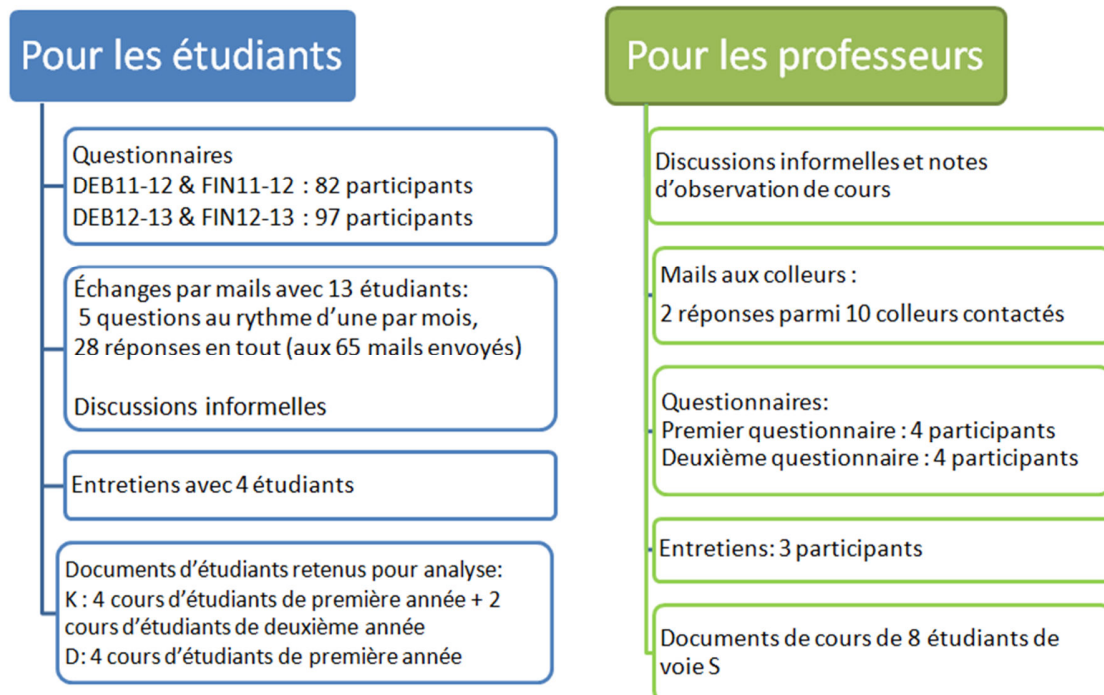 Pour les étudiants
Questionnaires
DEB11-12 & FIN11-12 : 82 participants
DEB12-13 & FIN12-13 : 97 participants
Échanges par mails avec 13 étudiants:
5 questions au rythme d’une par mois,
28 réponses en tout (aux 65 mails envoyés)
Discussions informelles
Entretiens avec 4 étudiants
Documents d’étudiants retenus pour analyse:
K : 4 cours d’étudiants de première année + 2
cours d’étudiants de deuxième année
D: 4 cours d’étudiants de première année
Pour les professeurs
Discussions informelles et notes
d’observation de cours
Mails aux colleurs :
2 réponses parmi 10 colleurs contactés
Questionnaires:
Premier questionnaire : 4 participants
Deuxième questionnaire : 4 participants
Entretiens: 3 participants
Documents de cours de 8 étudiants de
voie S